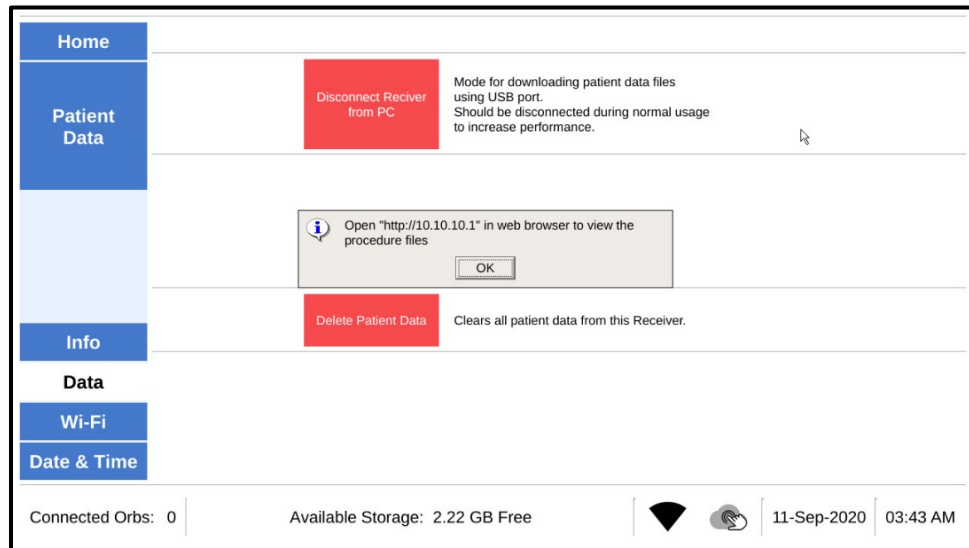 Home
Patient
Data
Disconnect Reciver
from PC
Mode for downloading patient data files
using USB port.
Should be disconnected during normal usage
to increase performance.
Open "http://10.10.10.1" in web browser to view the
procedure files
OK
Delete Patient Data
Clears all patient data from this Receiver.
Info
Data
Wi-Fi
Date & Time
Connected Orbs: 0
Available Storage: 2.22 GB Free
11-Sep-2020
03:43 AM